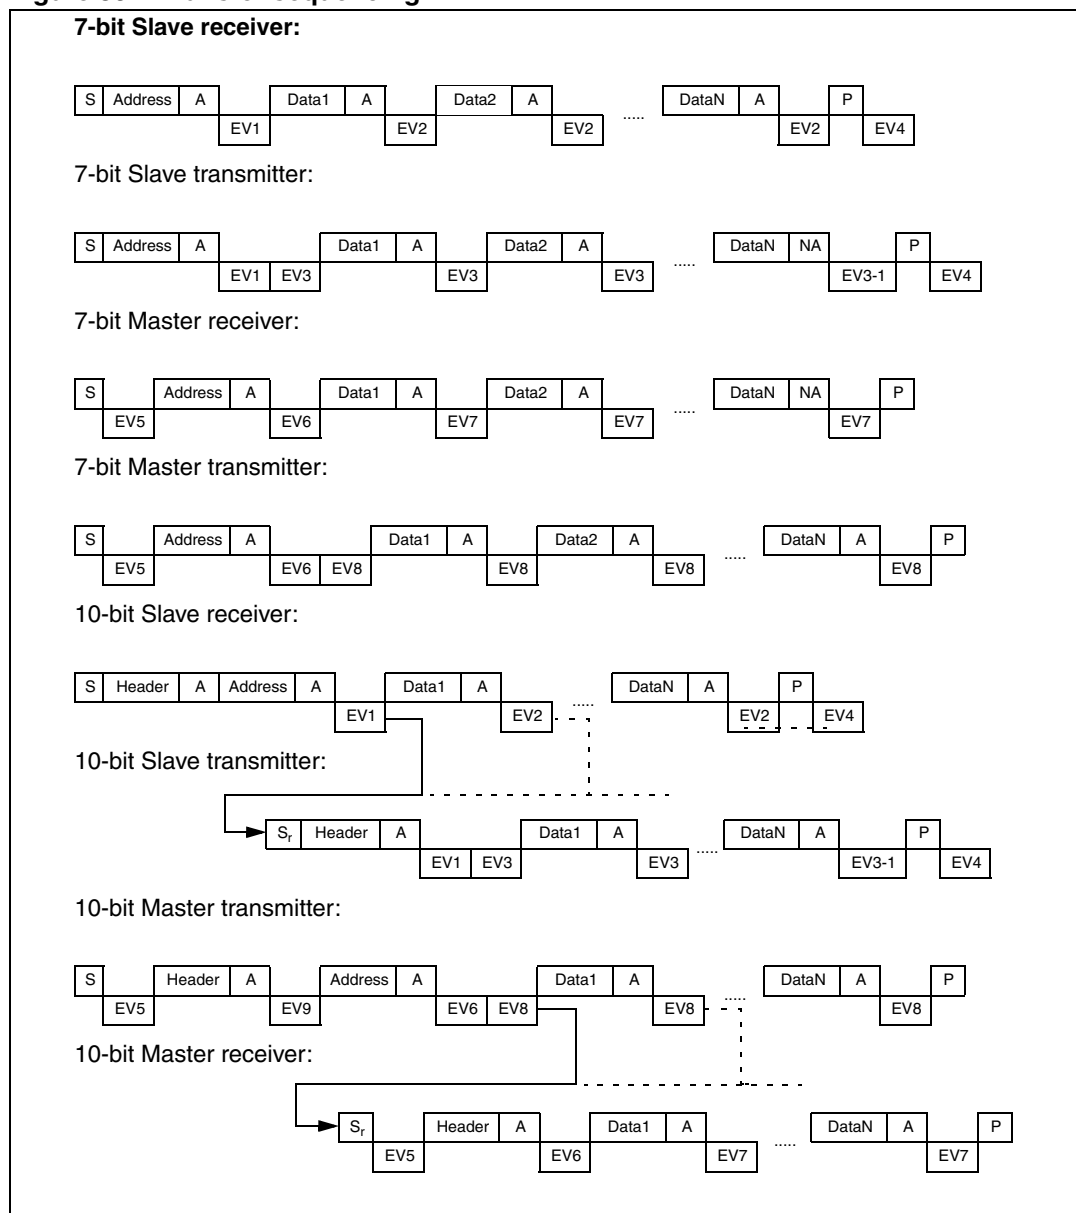 7-bit Slave receiver:
S Address A Data1 A Data2 A ..... DataN A P
EV1 EV2 EV2 EV2 EV4
7-bit Slave transmitter:
S Address A Data1 A Data2 A ..... DataN NA P
EV1 EV3 EV3 EV3 EV3-1 EV4
7-bit Master receiver:
S Address A Data1 A Data2 A ..... DataN NA P
EV5 EV6 EV7 EV7 EV7
7-bit Master transmitter:
S Address A Data1 A Data2 A ..... DataN A P
EV5 EV6 EV8 EV8 EV8 EV8
10-bit Slave receiver:
S Header A Address A Data1 A ..... DataN A P
EV1 EV2 EV2 EV4
10-bit Slave transmitter:
Sr Header A Data1 A ..... DataN A P
EV1 EV3 EV3 EV3-1 EV4
10-bit Master transmitter:
S Header A Address A Data1 A ..... DataN A P
EV5 EV9 EV6 EV8 EV8 EV8
10-bit Master receiver:
Sr Header A Data1 A ..... DataN A P
EV5 EV6 EV7 EV7